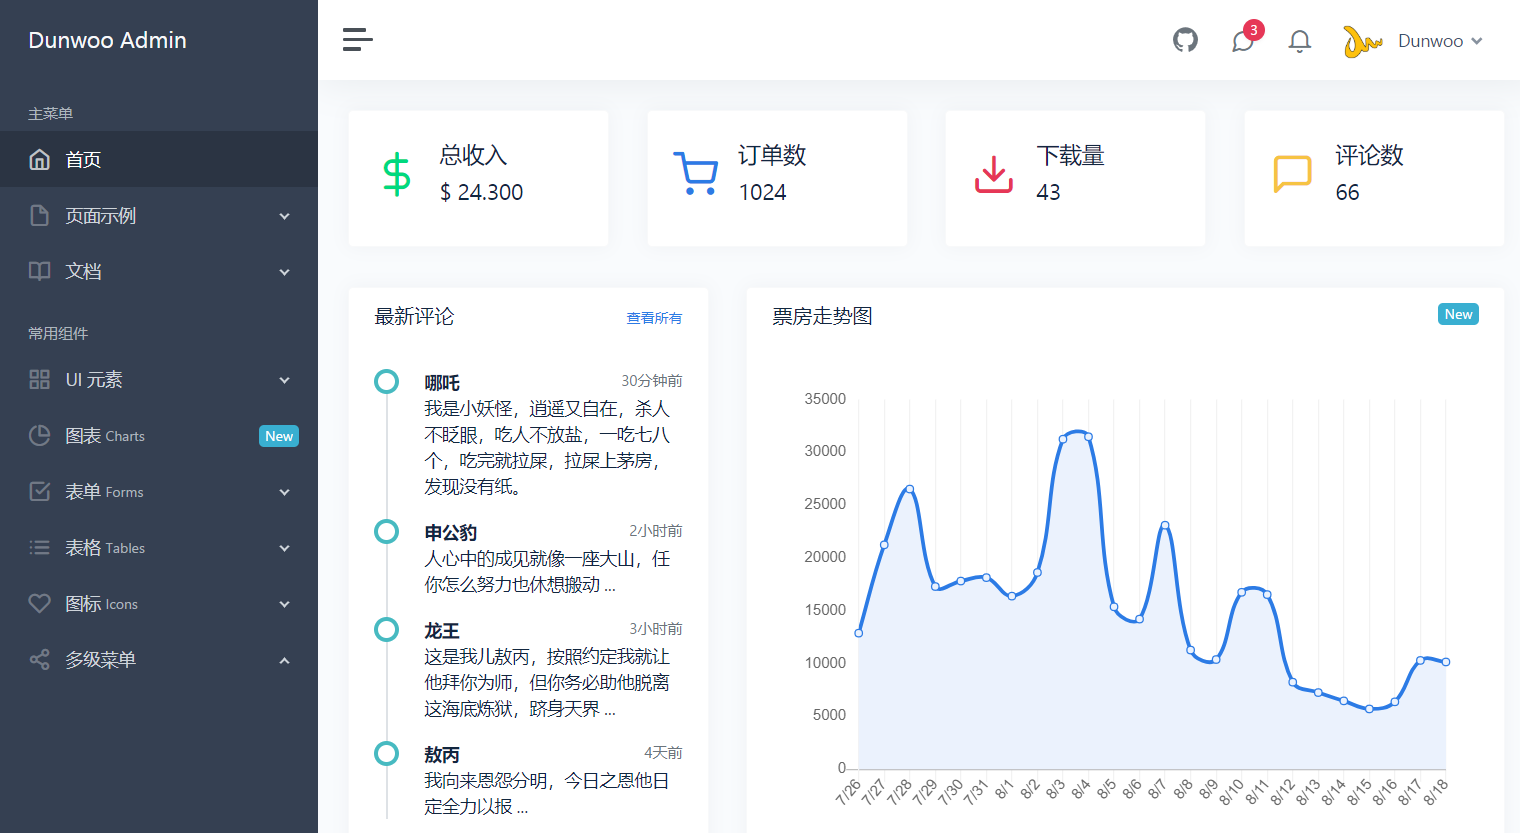 Dunwoo Admin
主菜单
首页
页面示例
文档
常用组件
UI 元素
图表 Charts New
表单 Forms
表格 Tables
图标 Icons
多级菜单
3
Dunwoo
总收入
$ 24.300
订单数
1024
下载量
43
评论数
66
最新评论 查看所有
哪吒 30分钟前
我是小妖怪，逍遥又自在，杀人
不眨眼，吃人不放盐，一吃七八
个，吃完就拉屎，拉屎上茅房，
发现没有纸。
申公豹 2小时前
人心中的成见就像一座大山，任
你怎么努力也休想搬动 ...
龙王 3小时前
这是我儿敖丙，按照约定我就让
他拜你为师，但你务必助他脱离
这海底炼狱，跻身天界 ...
敖丙 4天前
我向来恩怨分明，今日之恩他日
定全力以报 ...
票房走势图 New
35000
30000
25000
20000
15000
10000
5000
0
7/26 7/27 7/28 7/29 7/30 7/31 8/1 8/2 8/3 8/4 8/5 8/6 8/7 8/8 8/9 8/10 8/11 8/12 8/13 8/14 8/15 8/16 8/17 8/18